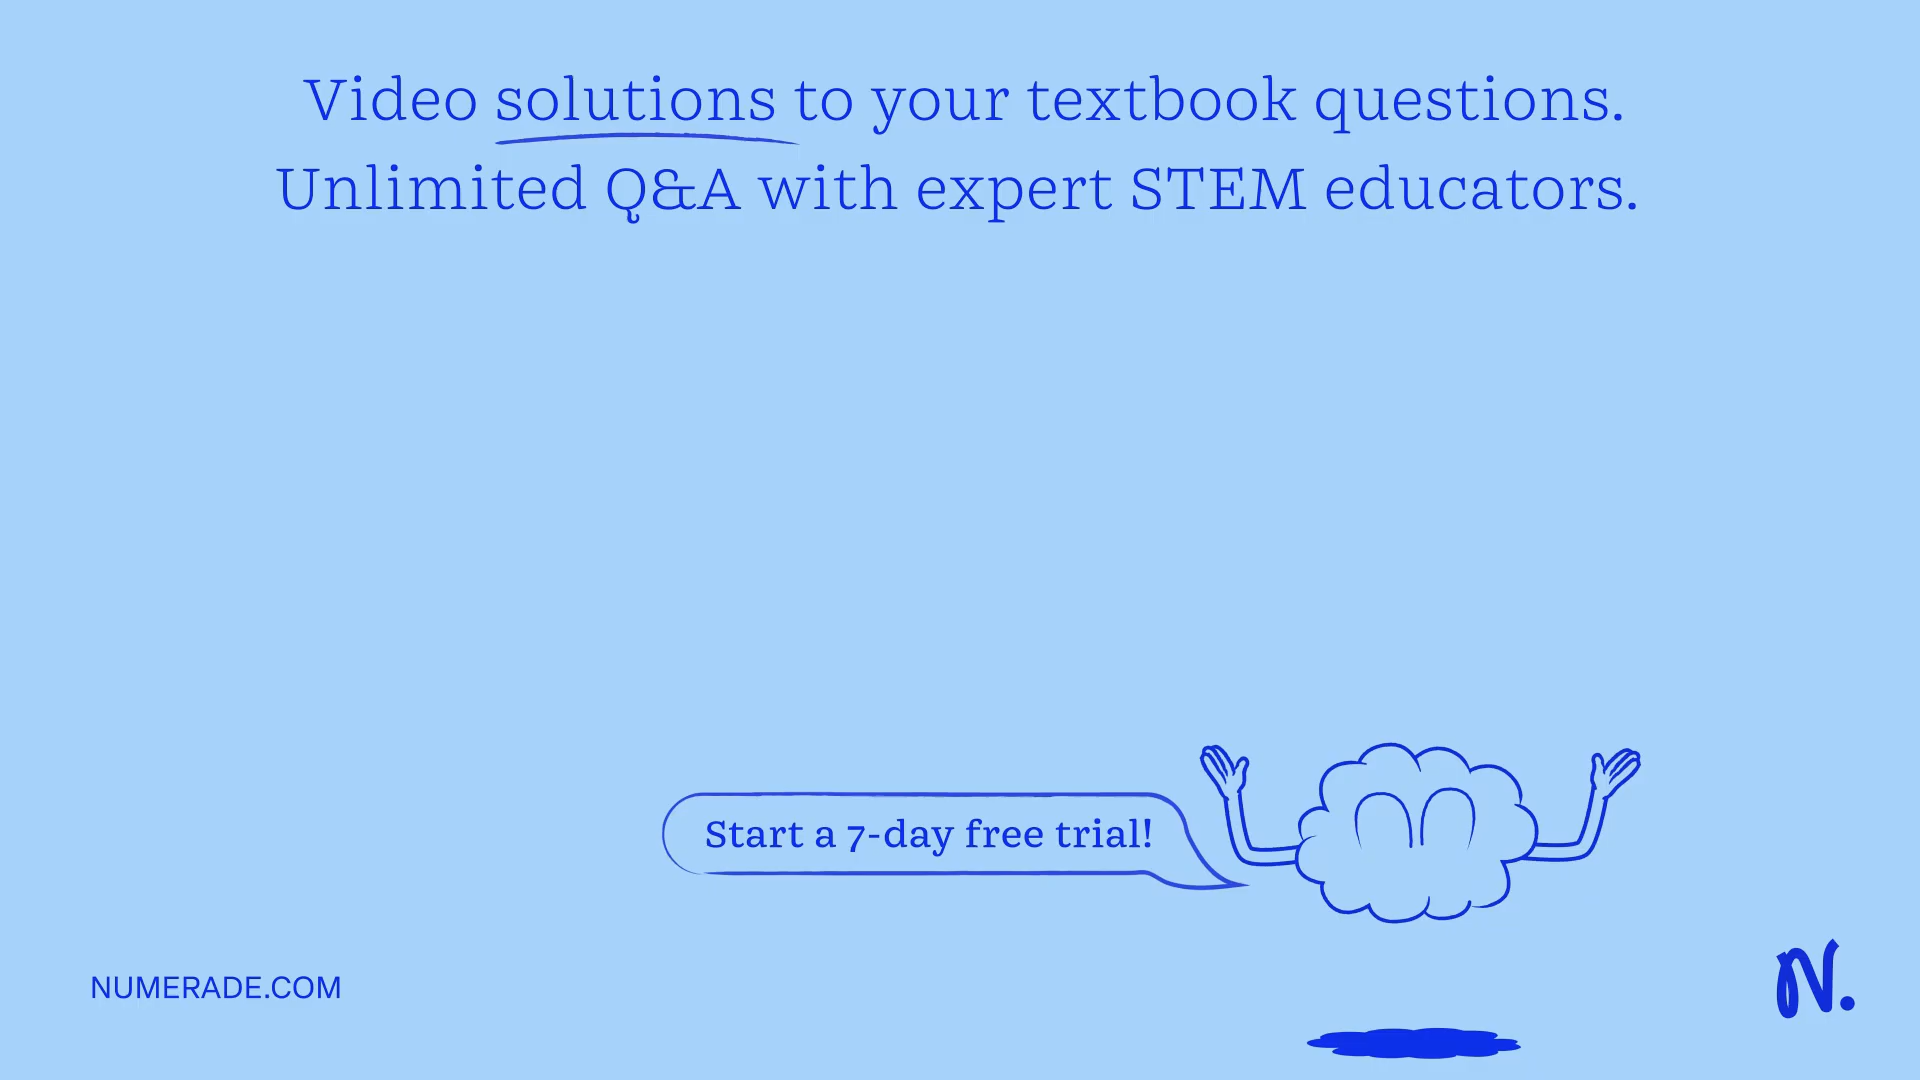 Video solutions to your textbook questions.
Unlimited Q&A with expert STEM educators.
Start a 7-day free trial!
NUMERADE.COM
N.